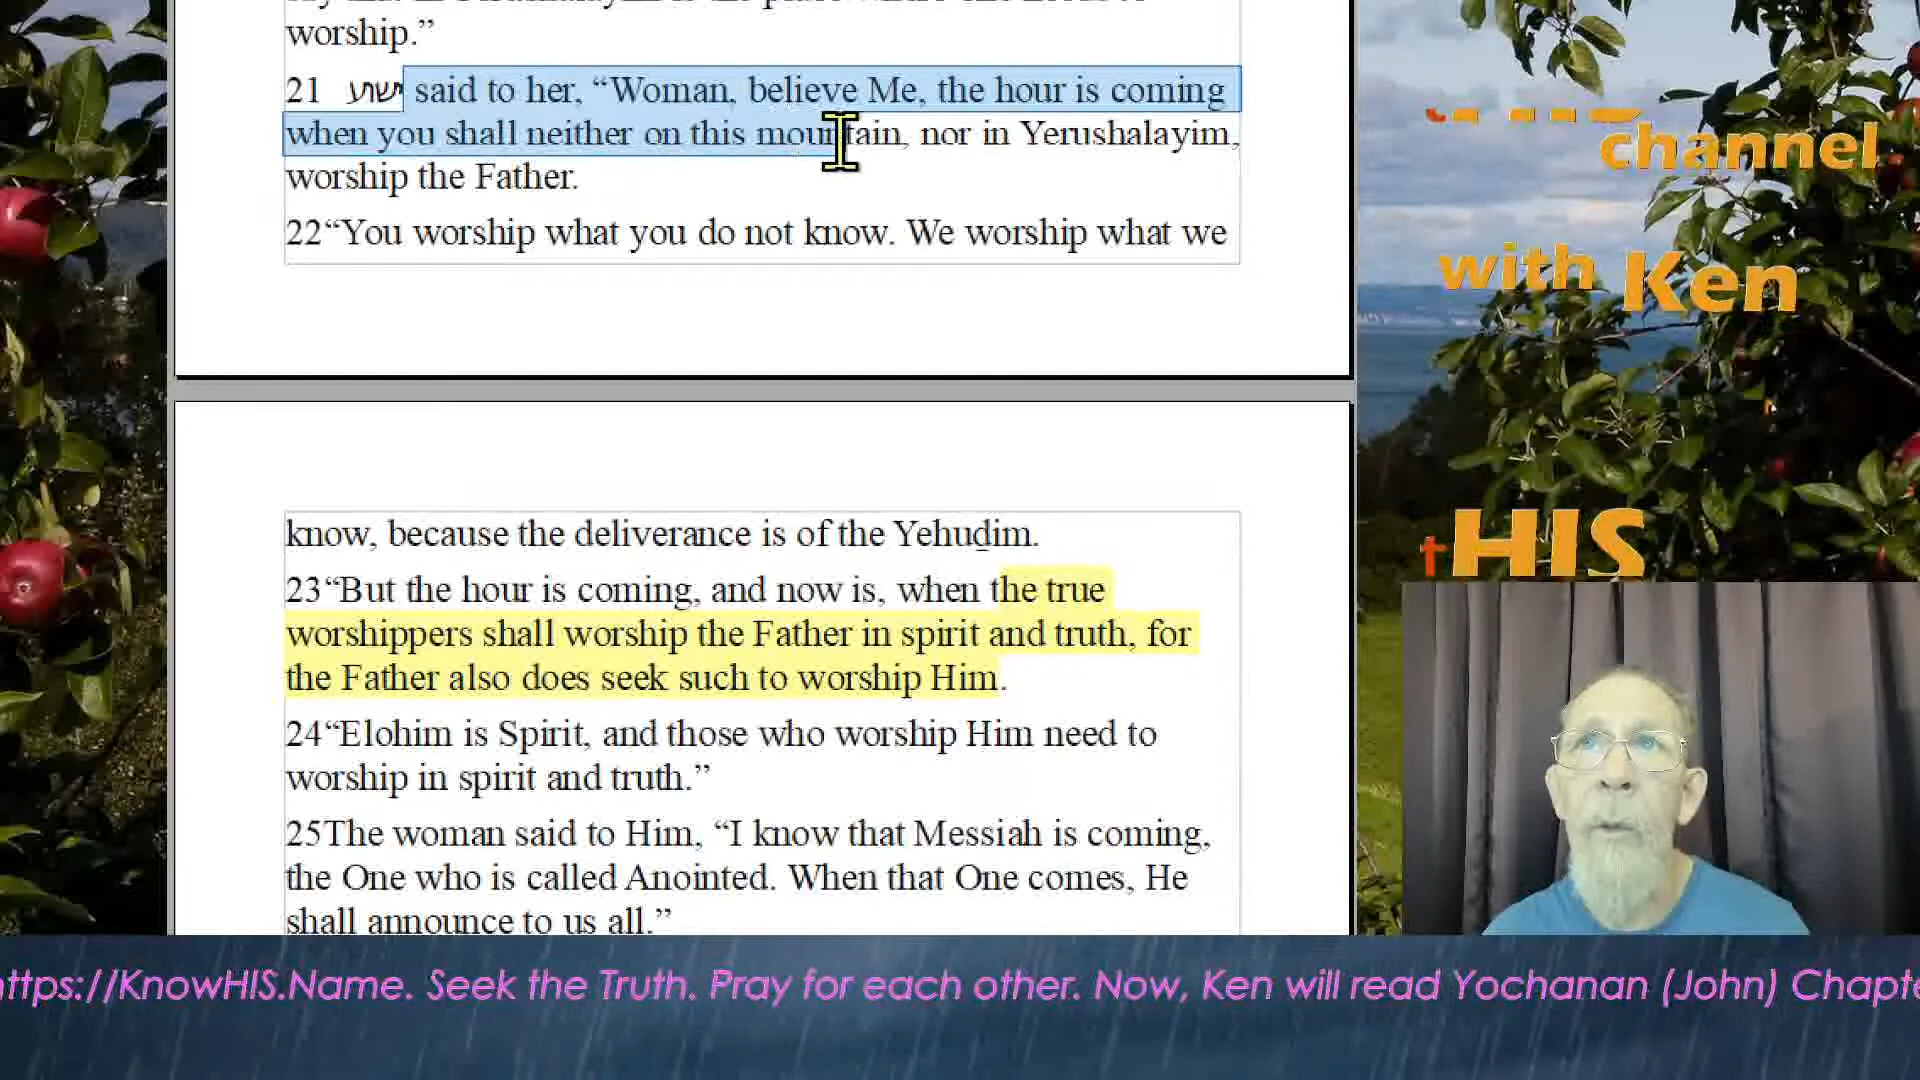 worship.”
21 ישוע said to her, “Woman, believe Me, the hour is coming
when you shall neither on this mountain, nor in Yerushalayim,
worship the Father.
22“You worship what you do not know. We worship what we
know, because the deliverance is of the Yehuḏim.
23“But the hour is coming, and now is, when the true
worshippers shall worship the Father in spirit and truth, for
the Father also does seek such to worship Him.
24“Elohim is Spirit, and those who worship Him need to
worship in spirit and truth.”
25The woman said to Him, “I know that Messiah is coming,
the One who is called Anointed. When that One comes, He
shall announce to us all.”
channel
with Ken
HIS
https://KnowHIS.Name. Seek the Truth. Pray for each other. Now, Ken will read Yochanan (John)